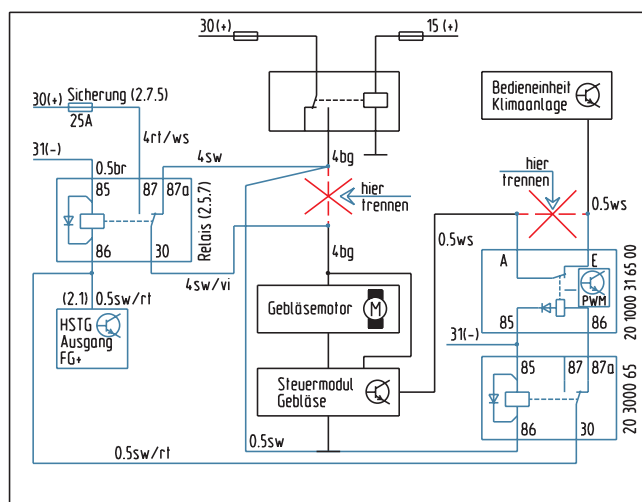 30(+)
15 (+)
Bedieneinheit
Klimaanlage
Sicherung (2.7.5)
30(+)
25A
4rt/ws
31(-)
4sw
4bg
0.5br
hier
trennen
hier
trennen
0.5ws
85
87
87a
Relais (2.5.7)
86
30
0.5ws
4bg
4sw/vi
A
E
PWM
85
86
20 1000 31 65 00
(2.1)
0.5sw/rt
HSTG
Ausgang
FG+
Gebläsemotor
M
31(-)
85
87
87a
20 3000 65
Steuermodul
Gebläse
86
30
0.5sw
0.5sw/rt